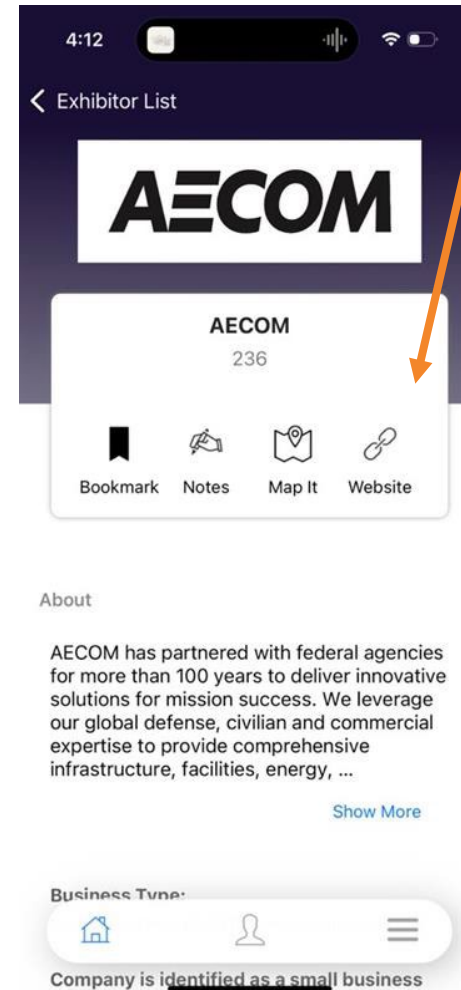 4:12
Exhibitor List
AECOM
AECOM
236
Bookmark Notes Map It Website
About
AECOM has partnered with federal agencies
for more than 100 years to deliver innovative
solutions for mission success. We leverage
our global defense, civilian and commercial
expertise to provide comprehensive
infrastructure, facilities, energy, ...
Show More
Business Type:
Company is identified as a small business